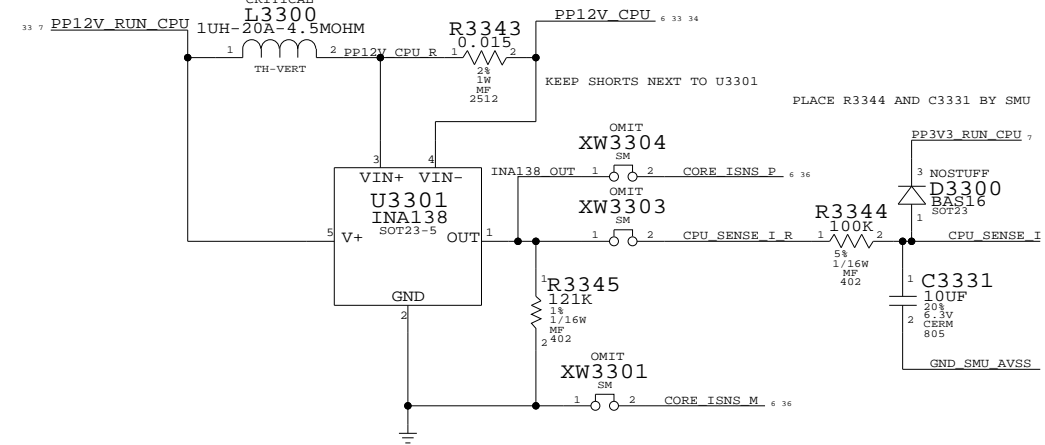 CRITICAL
L3300
1UH-20A-4.5MOHM
33 7 PP12V_RUN_CPU
1 2
TH-VERT
PP12V_CPU_R
R3343
0.015
1 2
2%
1W
MF
2512
PP12V_CPU 6 33 34
KEEP SHORTS NEXT TO U3301
PLACE R3344 AND C3331 BY SMU
3 4
VIN+ VIN-
U3301
INA138
SOT23-5
5 V+
OUT 1
GND
2
INA138_OUT
OMIT
XW3304
SM
1 2
CORE_ISNS_P 6 36
OMIT
XW3303
SM
1 2
CPU_SENSE_I_R
R3344
100K
1 2
5%
1/16W
MF
402
PP3V3_RUN_CPU 7
3 NOSTUFF
D3300
BAS16
SOT23
1
CPU_SENSE_I
1 C3331
10UF
20%
6.3V
2 CERM
805
GND_SMU_AVSS
1 R3345
121K
1%
1/16W
MF
2 402
OMIT
XW3301
SM
1 2
CORE_ISNS_M 6 36